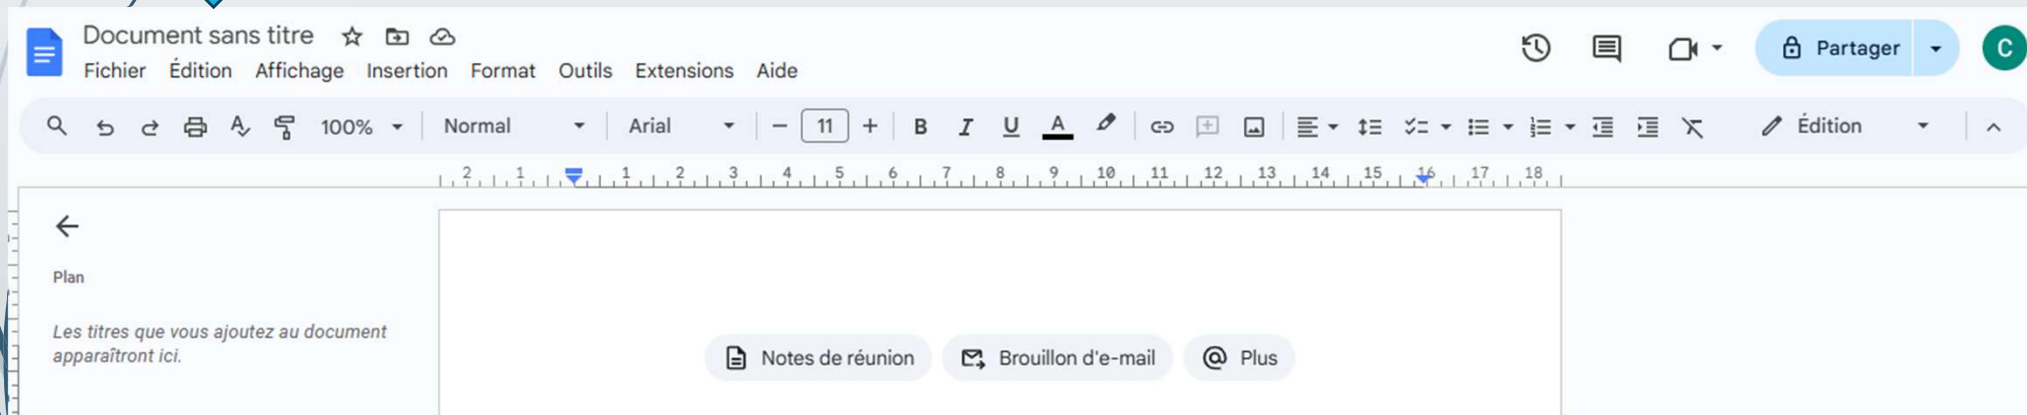 Document sans titre
Fichier Édition Affichage Insertion Format Outils Extensions Aide
Partager
C
100% Normal Arial 11 B I U A Édition
2 1 1 2 3 4 5 6 7 8 9 10 11 12 13 14 15 16 17 18
Plan
Les titres que vous ajoutez au document
apparaîtront ici.
Notes de réunion Brouillon d'e-mail Plus